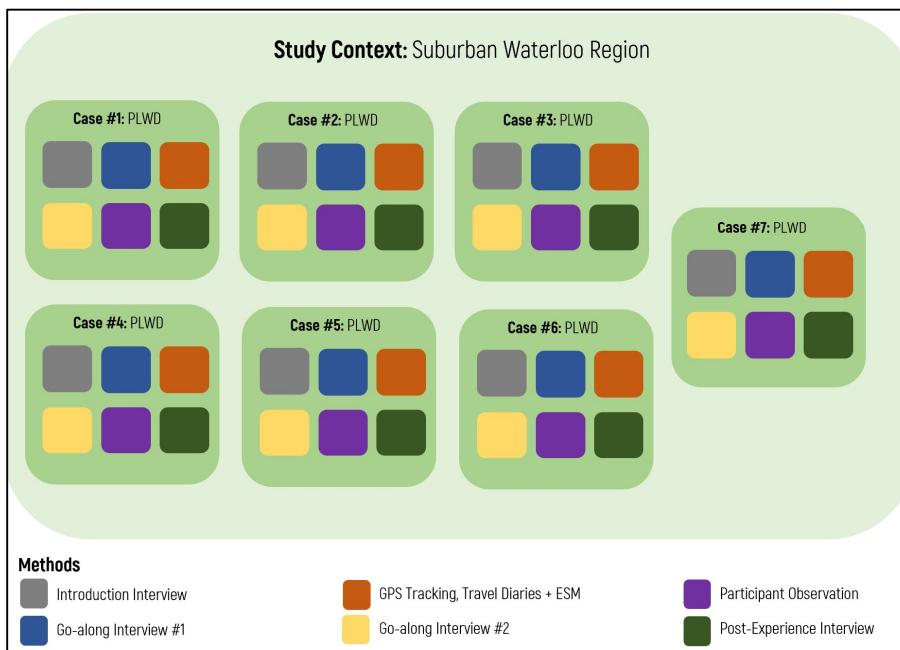 Study Context: Suburban Waterloo Region
Case #1: PLWD
Case #2: PLWD
Case #3: PLWD
Case #7: PLWD
Case #4: PLWD
Case #5: PLWD
Case #6: PLWD
Methods
Introduction Interview
GPS Tracking, Travel Diaries + ESM
Participant Observation
Go-along Interview #1
Go-along Interview #2
Post-Experience Interview